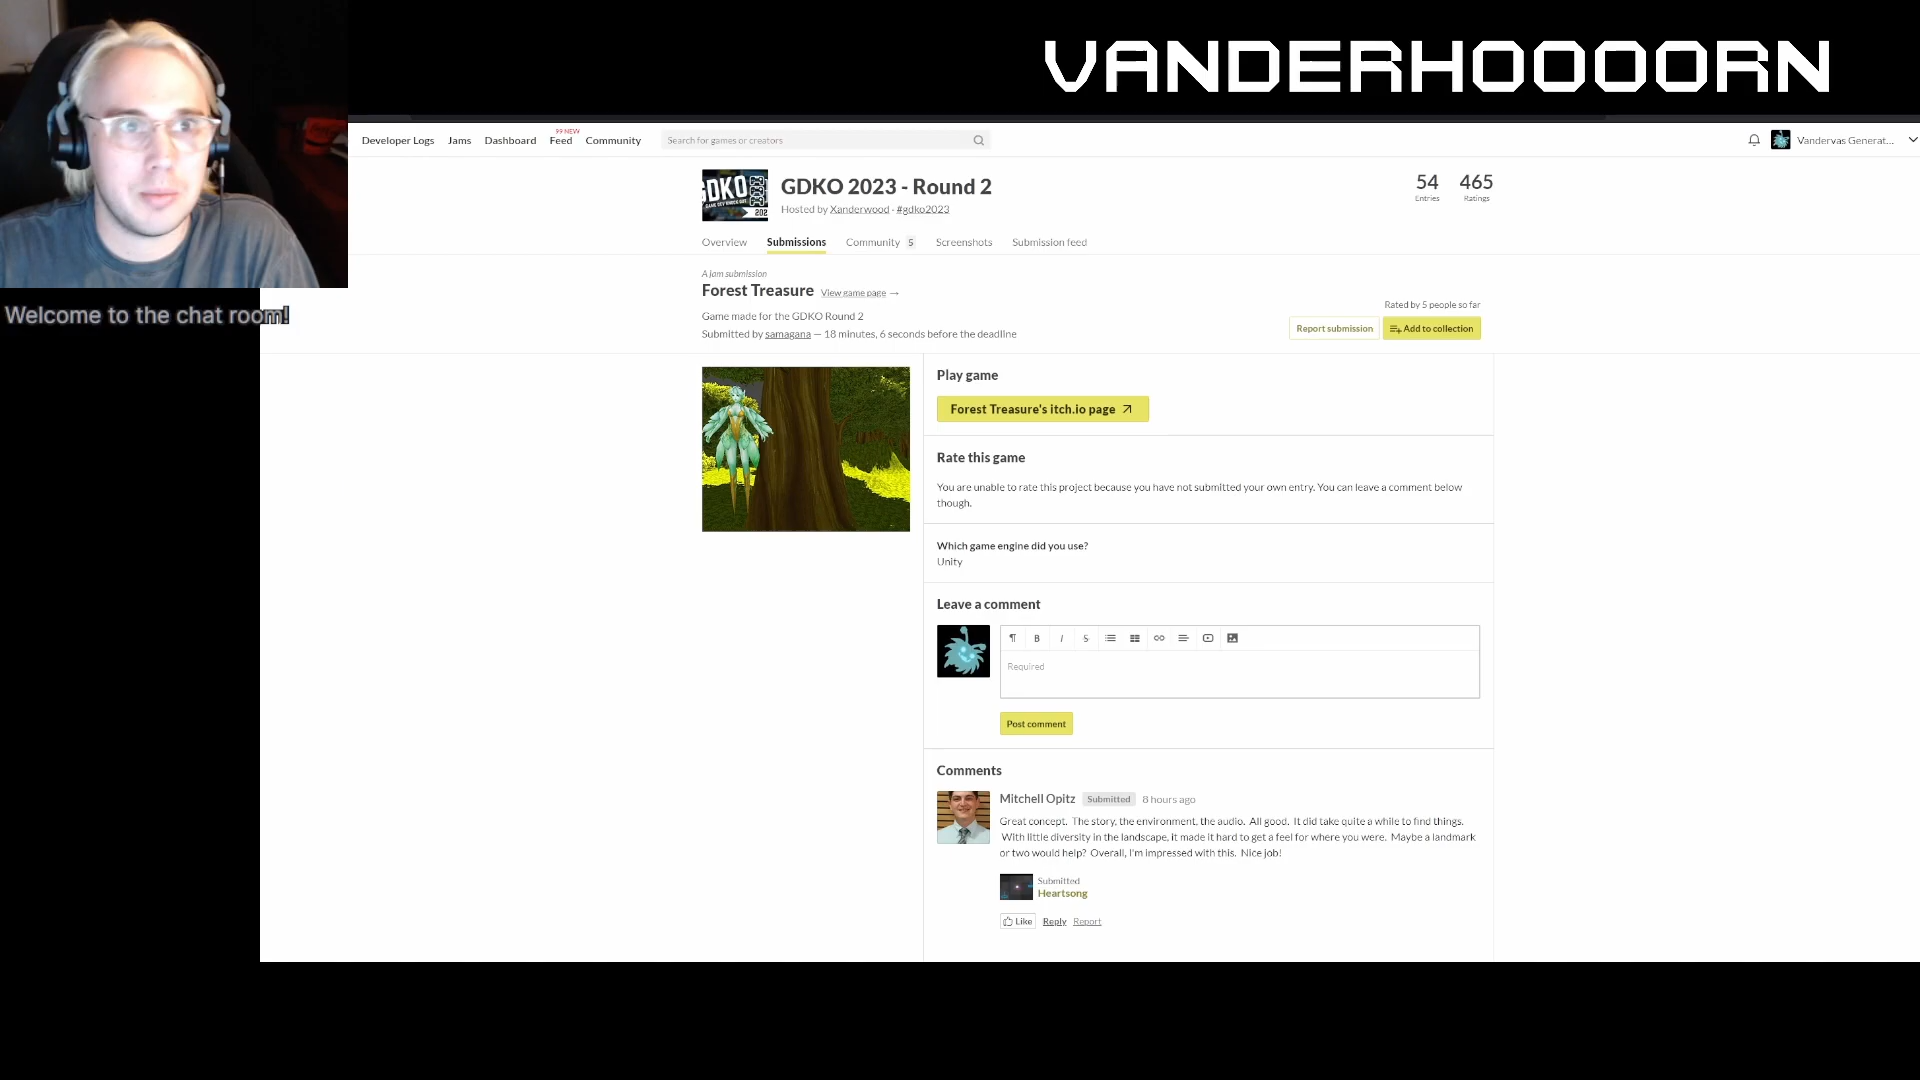 VANDERHOOOORN
Developer Logs
Jams
Dashboard
99 NEW
Feed
Community
Search for games or creators
Vandervas Generat...
GDKO
GAME DEV KNOCK OUT
202
GDKO 2023 - Round 2
Hosted by Xanderwood · #gdko2023
54
Entries
465
Ratings
Overview
Submissions
Community 5
Screenshots
Submission feed
Welcome to the chat room!
A jam submission
Forest Treasure View game page →
Game made for the GDKO Round 2
Submitted by samagana — 18 minutes, 6 seconds before the deadline
Rated by 5 people so far
Report submission
Add to collection
Play game
Forest Treasure's itch.io page
Rate this game
You are unable to rate this project because you have not submitted your own entry. You can leave a comment below
though.
Which game engine did you use?
Unity
Leave a comment
¶ B I S
Required
Post comment
Comments
Mitchell Opitz Submitted 8 hours ago
Great concept. The story, the environment, the audio. All good. It did take quite a while to find things.
With little diversity in the landscape, it made it hard to get a feel for where you were. Maybe a landmark
or two would help? Overall, I'm impressed with this. Nice job!
Submitted
Heartsong
Like Reply Report